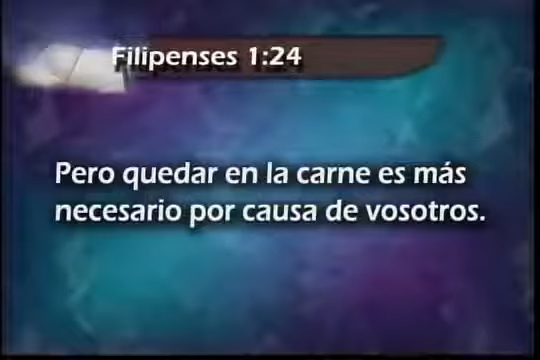 Filipenses 1:24
Pero quedar en la carne es más
necesario por causa de vosotros.